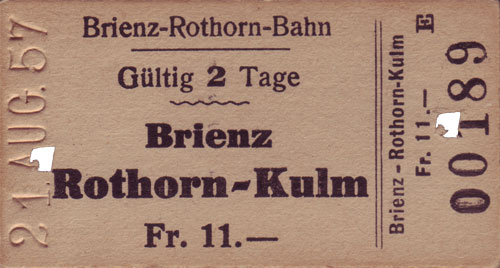 Brienz-Rothorn-Bahn
Gültig 2 Tage
Brienz
Rothorn-Kulm
Fr. 11.—
21 AUG. 57
Brienz - Rothorn-Kulm
Fr. 11.—
E
00189